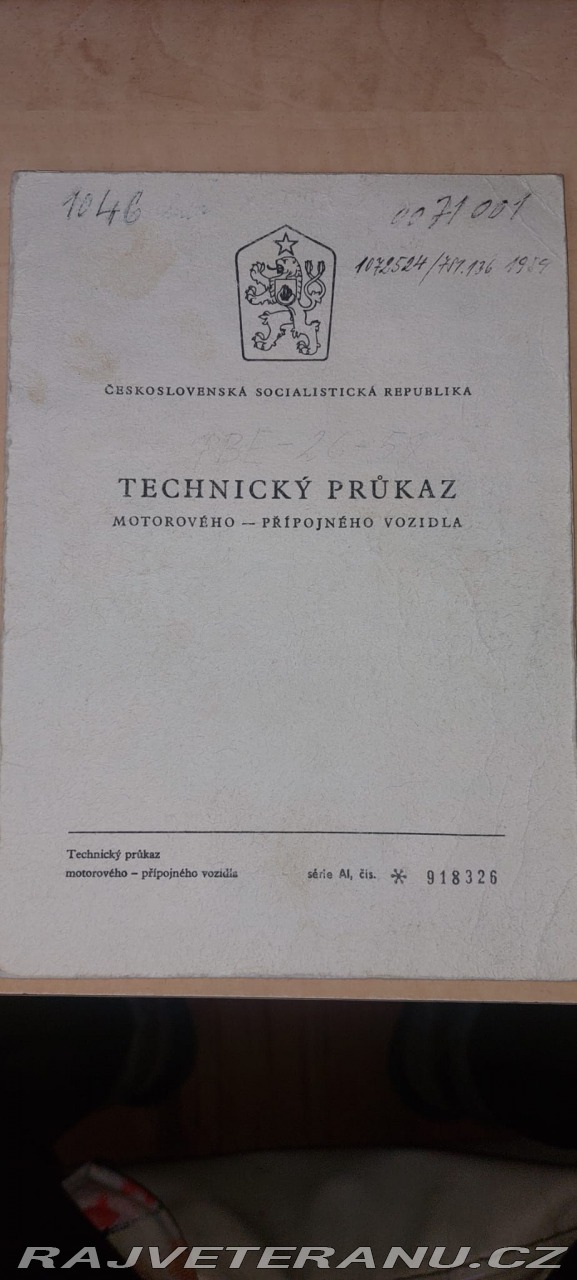 1046
0071001
1072524/7M.136 1989
ČESKOSLOVENSKÁ SOCIALISTICKÁ REPUBLIKA
TECHNICKÝ PRŮKAZ
MOTOROVÉHO — PŘÍPOJNÉHO VOZIDLA
Technický průkaz
motorového – přípojného vozidla
série AI, čís. * 918326
RAJVETERANU.CZ